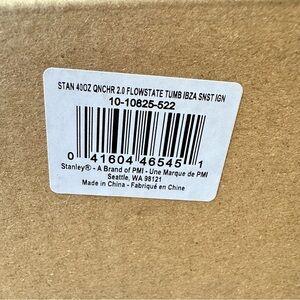 STAN 40OZ QNCHR 2.0 FLOWSTATE TUMB IBZA SNST IGN
10-10825-522
0 41604 46545 1
Stanley® - A Brand of PMI - Une Marque de PMI
Seattle, WA 98121
Made in China - Fabriqué en Chine